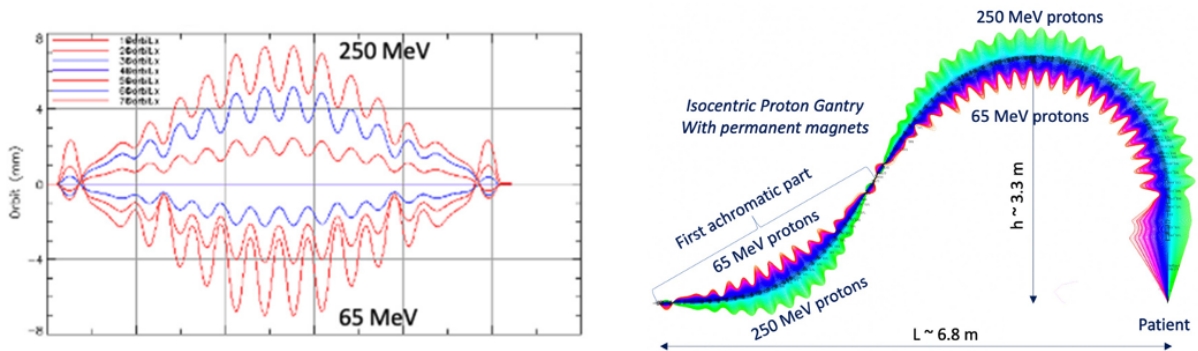 8
4
0
-4
-8
Orbit (mm)
250 MeV
65 MeV
250 MeV protons
Isocentric Proton Gantry
With permanent magnets
65 MeV protons
First achromatic part
65 MeV protons
250 MeV protons
h ~ 3.3 m
L ~ 6.8 m
Patient